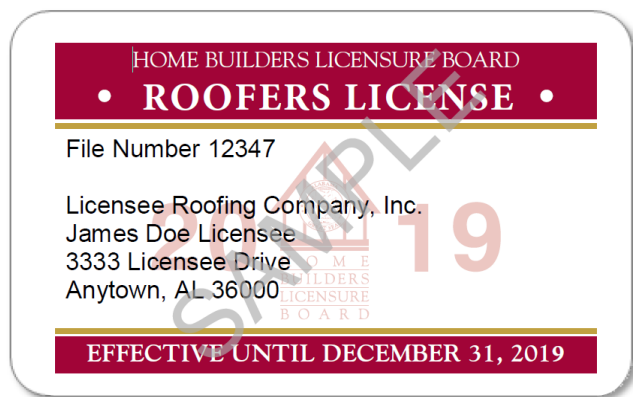 HOME BUILDERS LICENSURE BOARD
• ROOFERS LICENSE •
File Number 12347
Licensee Roofing Company, Inc.
James Doe Licensee
3333 Licensee Drive
Anytown, AL 36000
2019
HOME
BUILDERS
LICENSURE
BOARD
SAMPLE
EFFECTIVE UNTIL DECEMBER 31, 2019